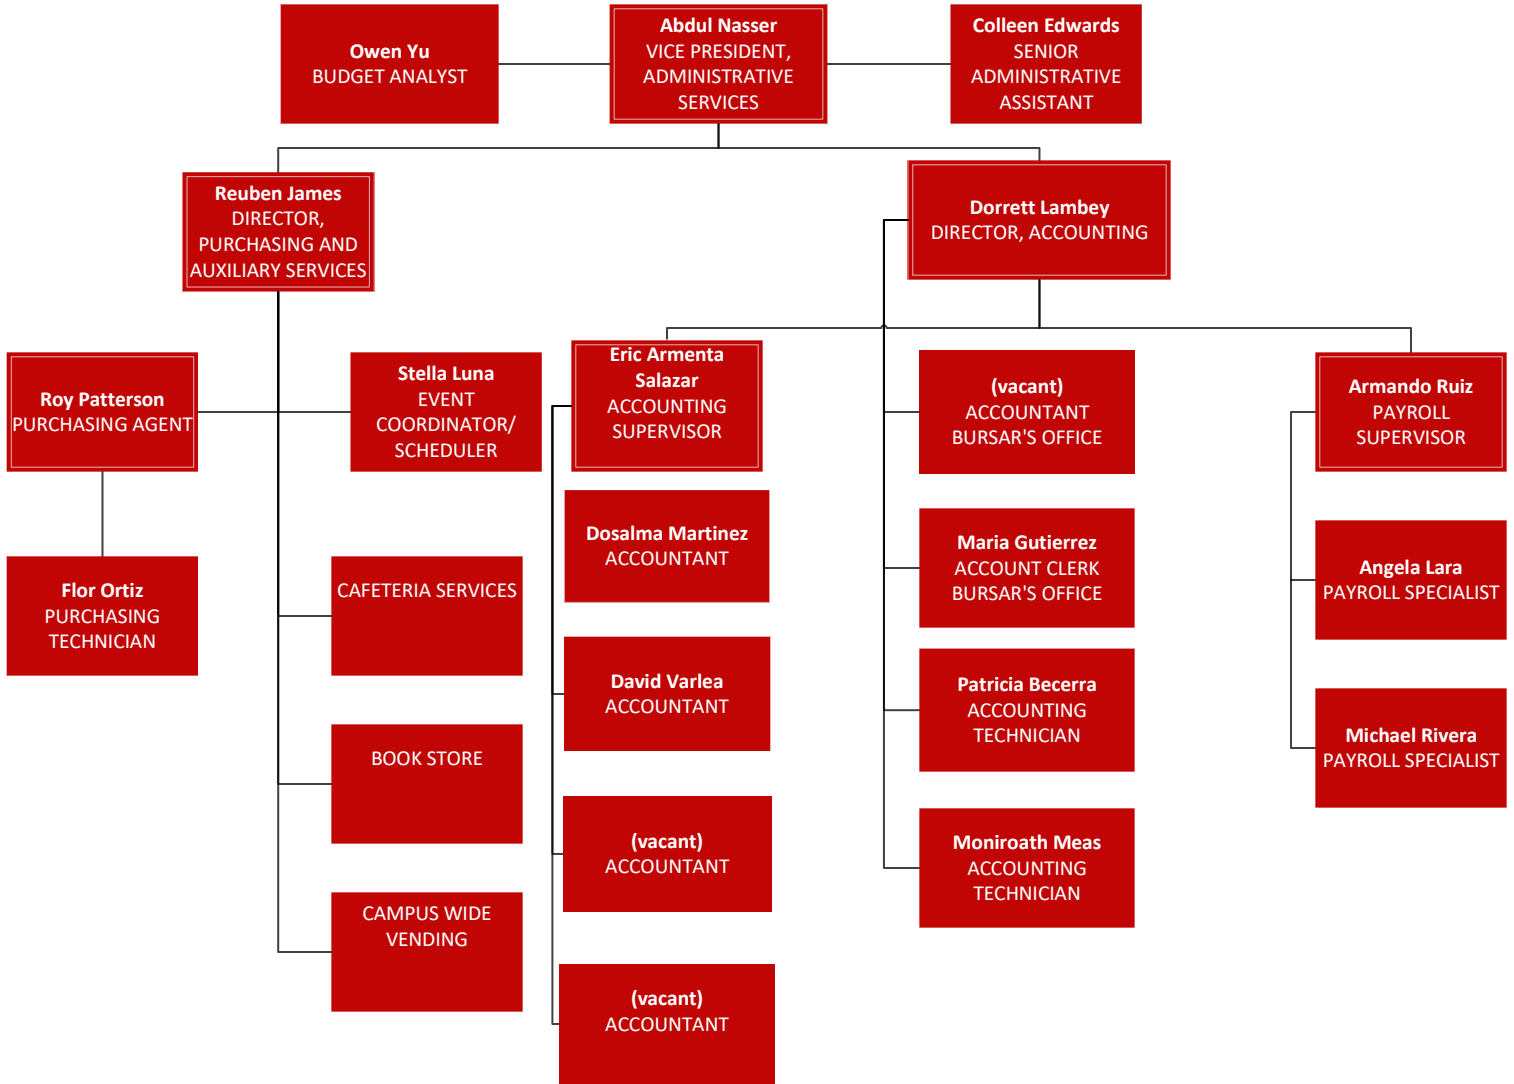 Owen Yu
BUDGET ANALYST
Abdul Nasser
VICE PRESIDENT,
ADMINISTRATIVE
SERVICES
Colleen Edwards
SENIOR
ADMINISTRATIVE
ASSISTANT
Reuben James
DIRECTOR,
PURCHASING AND
AUXILIARY SERVICES
Dorrett Lambey
DIRECTOR, ACCOUNTING
Roy Patterson
PURCHASING AGENT
Stella Luna
EVENT
COORDINATOR/
SCHEDULER
Flor Ortiz
PURCHASING
TECHNICIAN
CAFETERIA SERVICES
BOOK STORE
CAMPUS WIDE
VENDING
Eric Armenta
Salazar
ACCOUNTING
SUPERVISOR
Dosalma Martinez
ACCOUNTANT
David Varlea
ACCOUNTANT
(vacant)
ACCOUNTANT
(vacant)
ACCOUNTANT
(vacant)
ACCOUNTANT
BURSAR'S OFFICE
Maria Gutierrez
ACCOUNT CLERK
BURSAR'S OFFICE
Patricia Becerra
ACCOUNTING
TECHNICIAN
Moniroath Meas
ACCOUNTING
TECHNICIAN
Armando Ruiz
PAYROLL
SUPERVISOR
Angela Lara
PAYROLL SPECIALIST
Michael Rivera
PAYROLL SPECIALIST